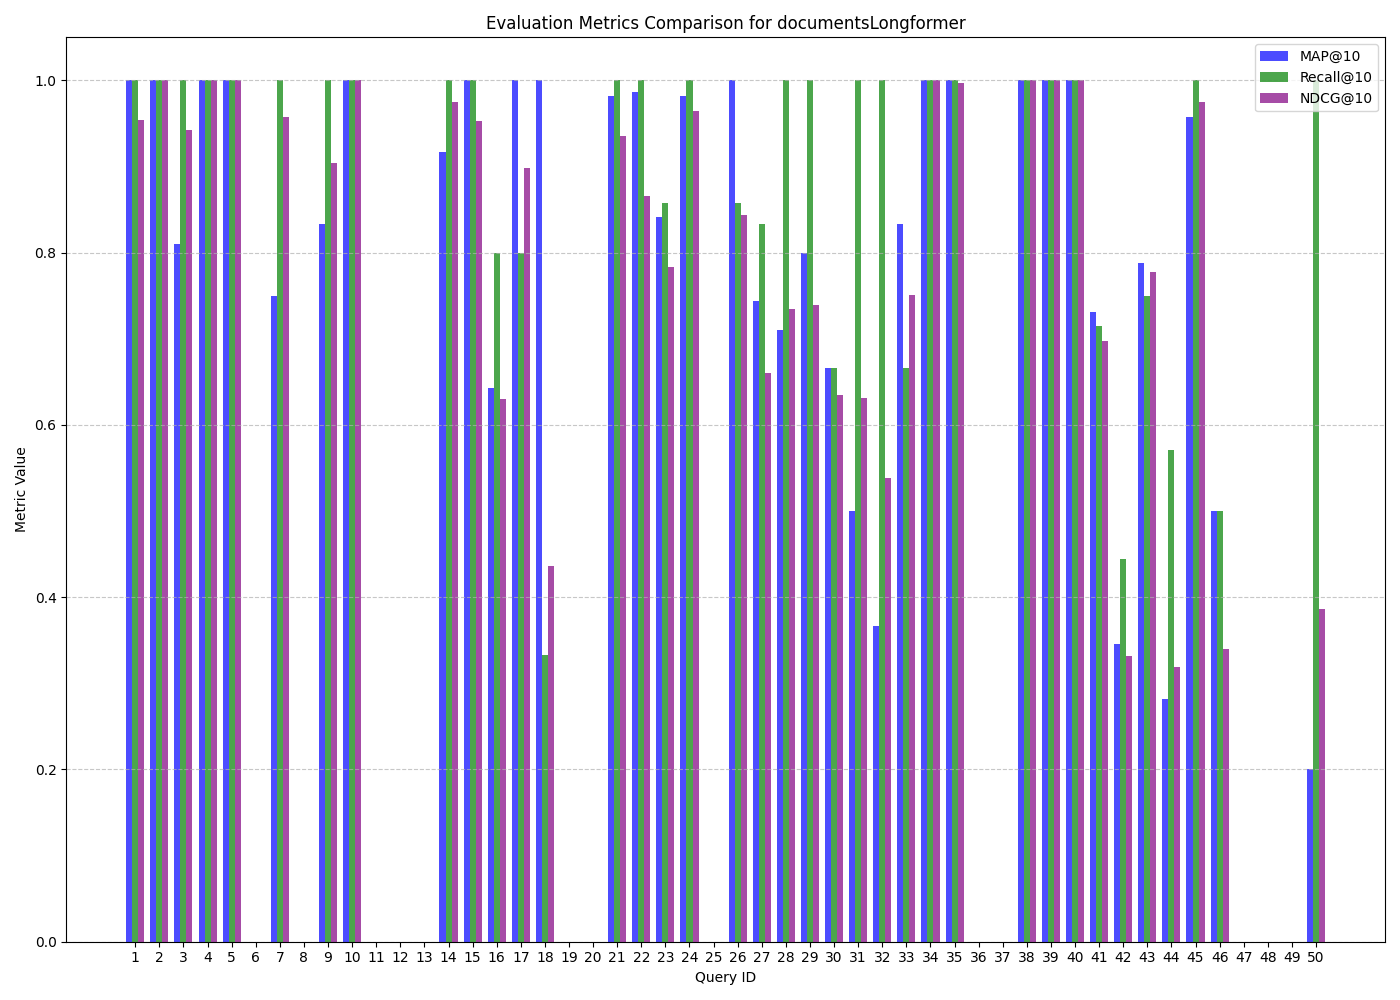 Evaluation Metrics Comparison for documentsLongformer
MAP@10
Recall@10
NDCG@10
Metric Value
1.0
0.8
0.6
0.4
0.2
0.0
1 2 3 4 5 6 7 8 9 10 11 12 13 14 15 16 17 18 19 20 21 22 23 24 25 26 27 28 29 30 31 32 33 34 35 36 37 38 39 40 41 42 43 44 45 46 47 48 49 50
Query ID